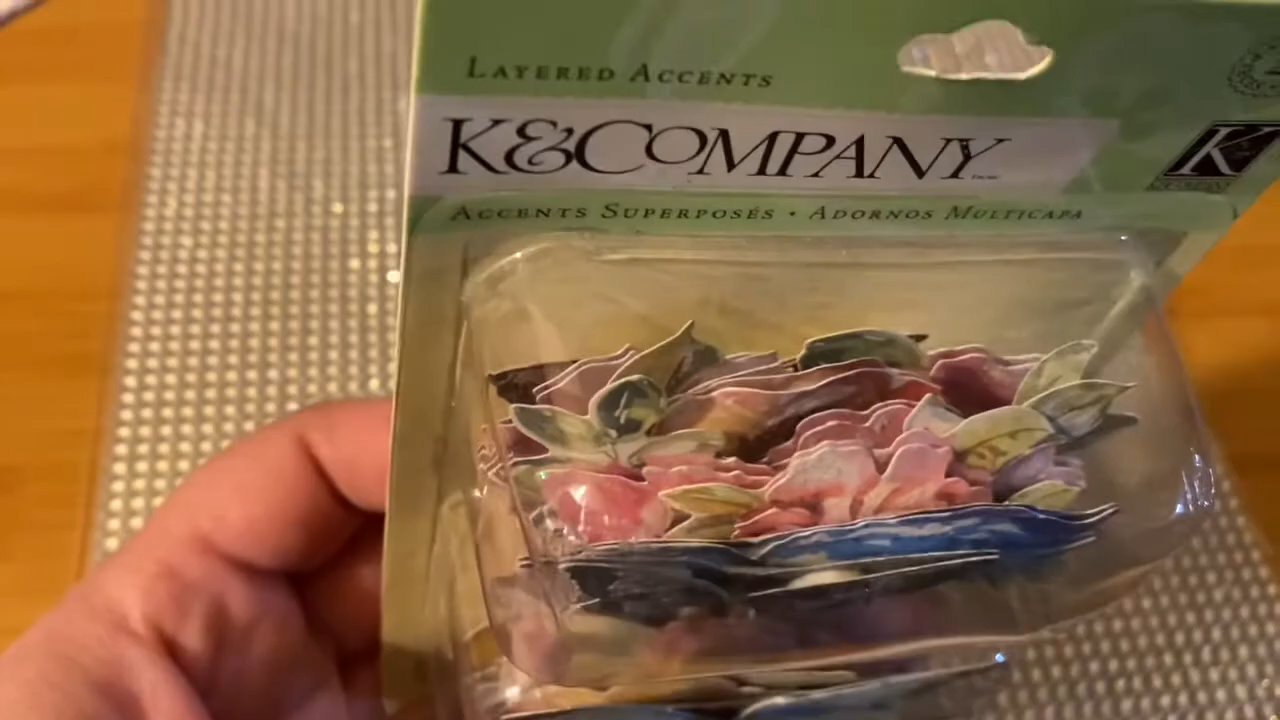 LAYERED ACCENTS
K&COMPANY
K
ACCENTS SUPERPOSÉS • ADORNOS MULTICAPA